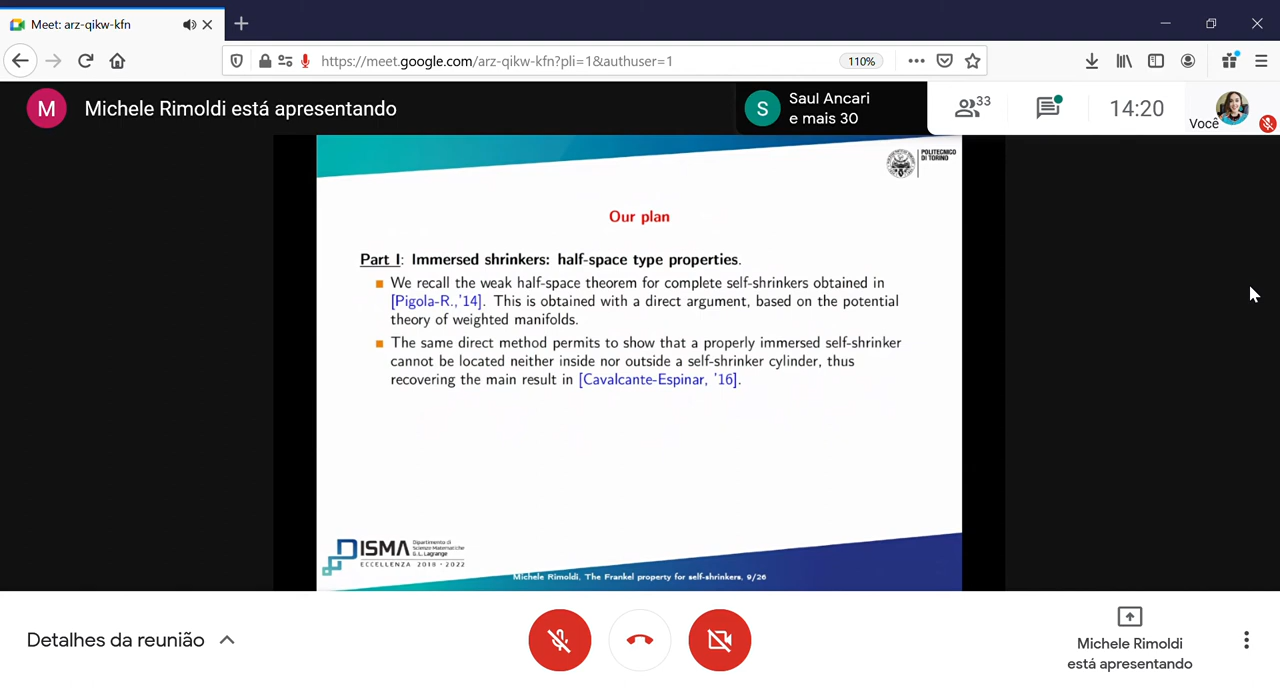 Meet: arz-qikw-kfn
https://meet.google.com/arz-qikw-kfn?pli=1&authuser=1
110%
M
Michele Rimoldi está apresentando
S
Saul Ancari
e mais 30
33
14:20
Você
POLITECNICO
DI TORINO
Our plan
Part I: Immersed shrinkers: half-space type properties.
We recall the weak half-space theorem for complete self-shrinkers obtained in
[Pigola-R.,'14]. This is obtained with a direct argument, based on the potential
theory of weighted manifolds.
The same direct method permits to show that a properly immersed self-shrinker
cannot be located neither inside nor outside a self-shrinker cylinder, thus
recovering the main result in [Cavalcante-Espinar, '16].
DISMA
Dipartimento di
Scienze Matematiche
G. L. Lagrange
ECCELLENZA 2018 · 2022
Michele Rimoldi, The Frankel property for self-shrinkers, 9/26
Detalhes da reunião
Michele Rimoldi
está apresentando